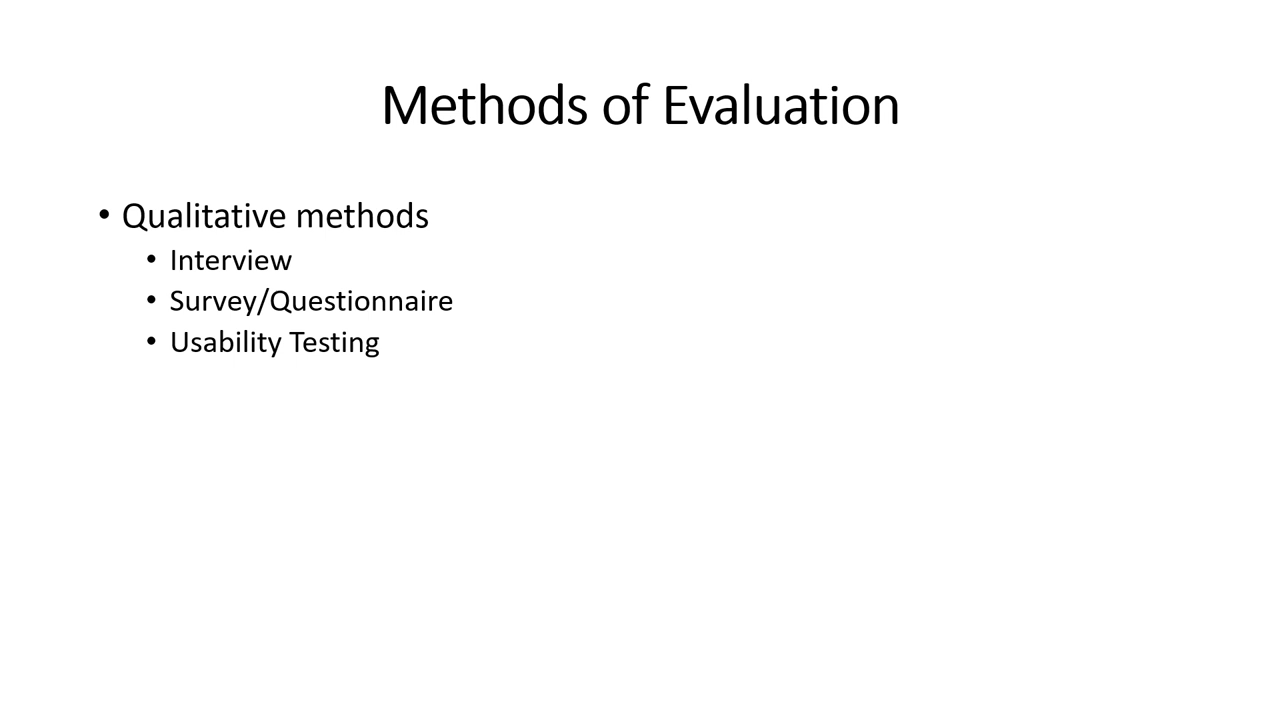 Methods of Evaluation
• Qualitative methods
• Interview
• Survey/Questionnaire
• Usability Testing